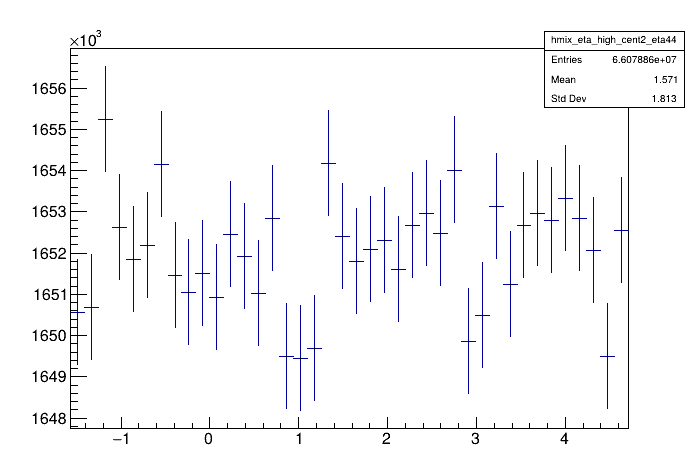 ×10³
hmix_eta_high_cent2_eta44
Entries 6.607886e+07
Mean 1.571
Std Dev 1.813
1656
1655
1654
1653
1652
1651
1650
1649
1648
−1 0 1 2 3 4